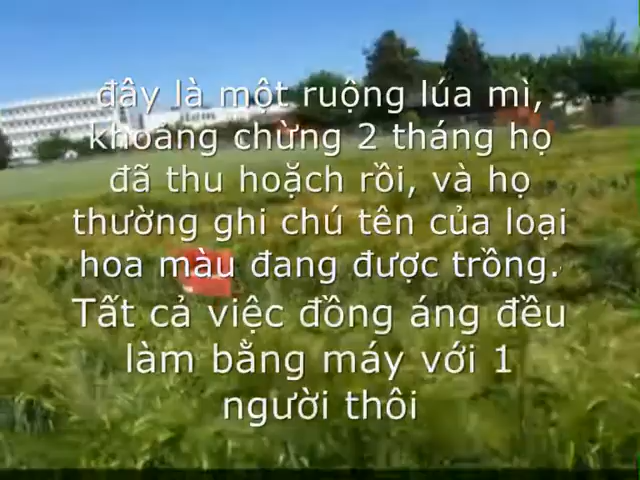 đây là một ruộng lúa mì,
khoảng chừng 2 tháng họ
đã thu hoặch rồi, và họ
thường ghi chú tên của loại
hoa màu đang được trồng.
Tất cả việc đồng áng đều
làm bằng máy với 1
người thôi